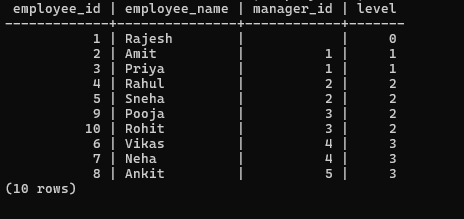 employee_id | employee_name | manager_id | level
-------------+---------------+------------+-------
           1 | Rajesh        |            |     0
           2 | Amit          |          1 |     1
           3 | Priya         |          1 |     1
           4 | Rahul         |          2 |     2
           5 | Sneha         |          2 |     2
           9 | Pooja         |          3 |     2
          10 | Rohit         |          3 |     2
           6 | Vikas         |          4 |     3
           7 | Neha          |          4 |     3
           8 | Ankit         |          5 |     3
(10 rows)